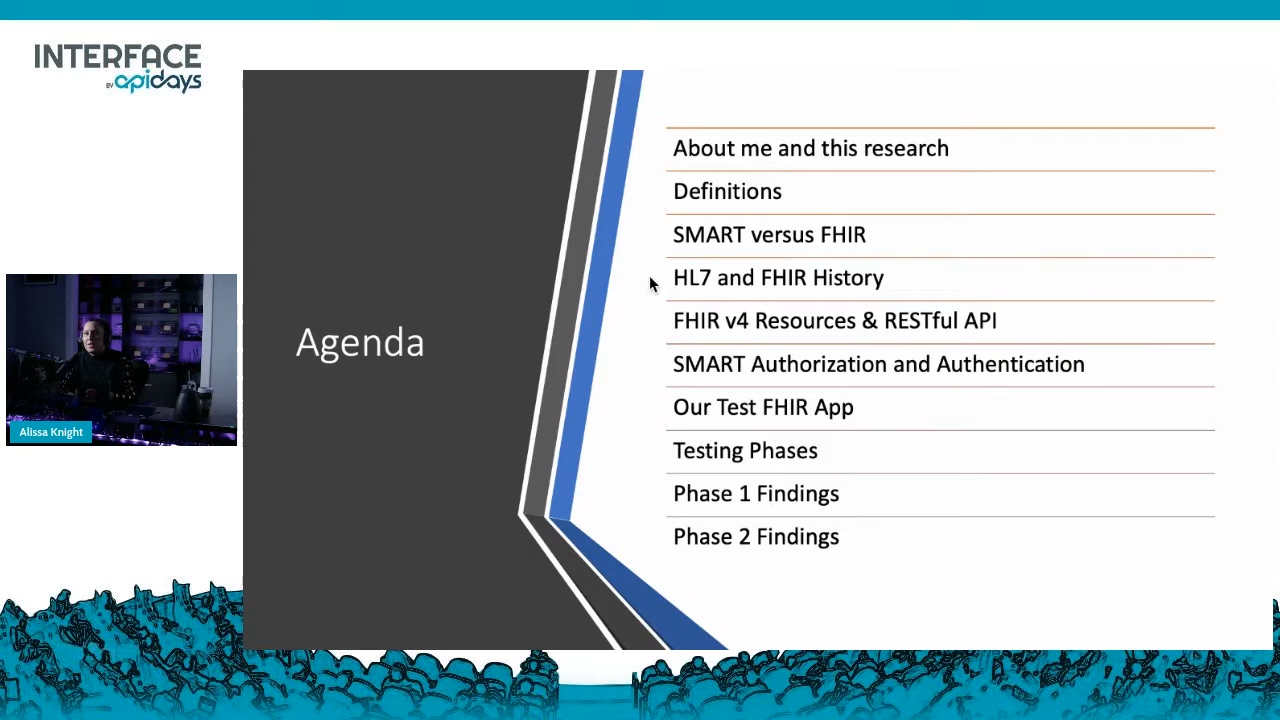 INTERFACE
BY apidays
Agenda
About me and this research
Definitions
SMART versus FHIR
HL7 and FHIR History
FHIR v4 Resources & RESTful API
SMART Authorization and Authentication
Our Test FHIR App
Testing Phases
Phase 1 Findings
Phase 2 Findings
Alissa Knight